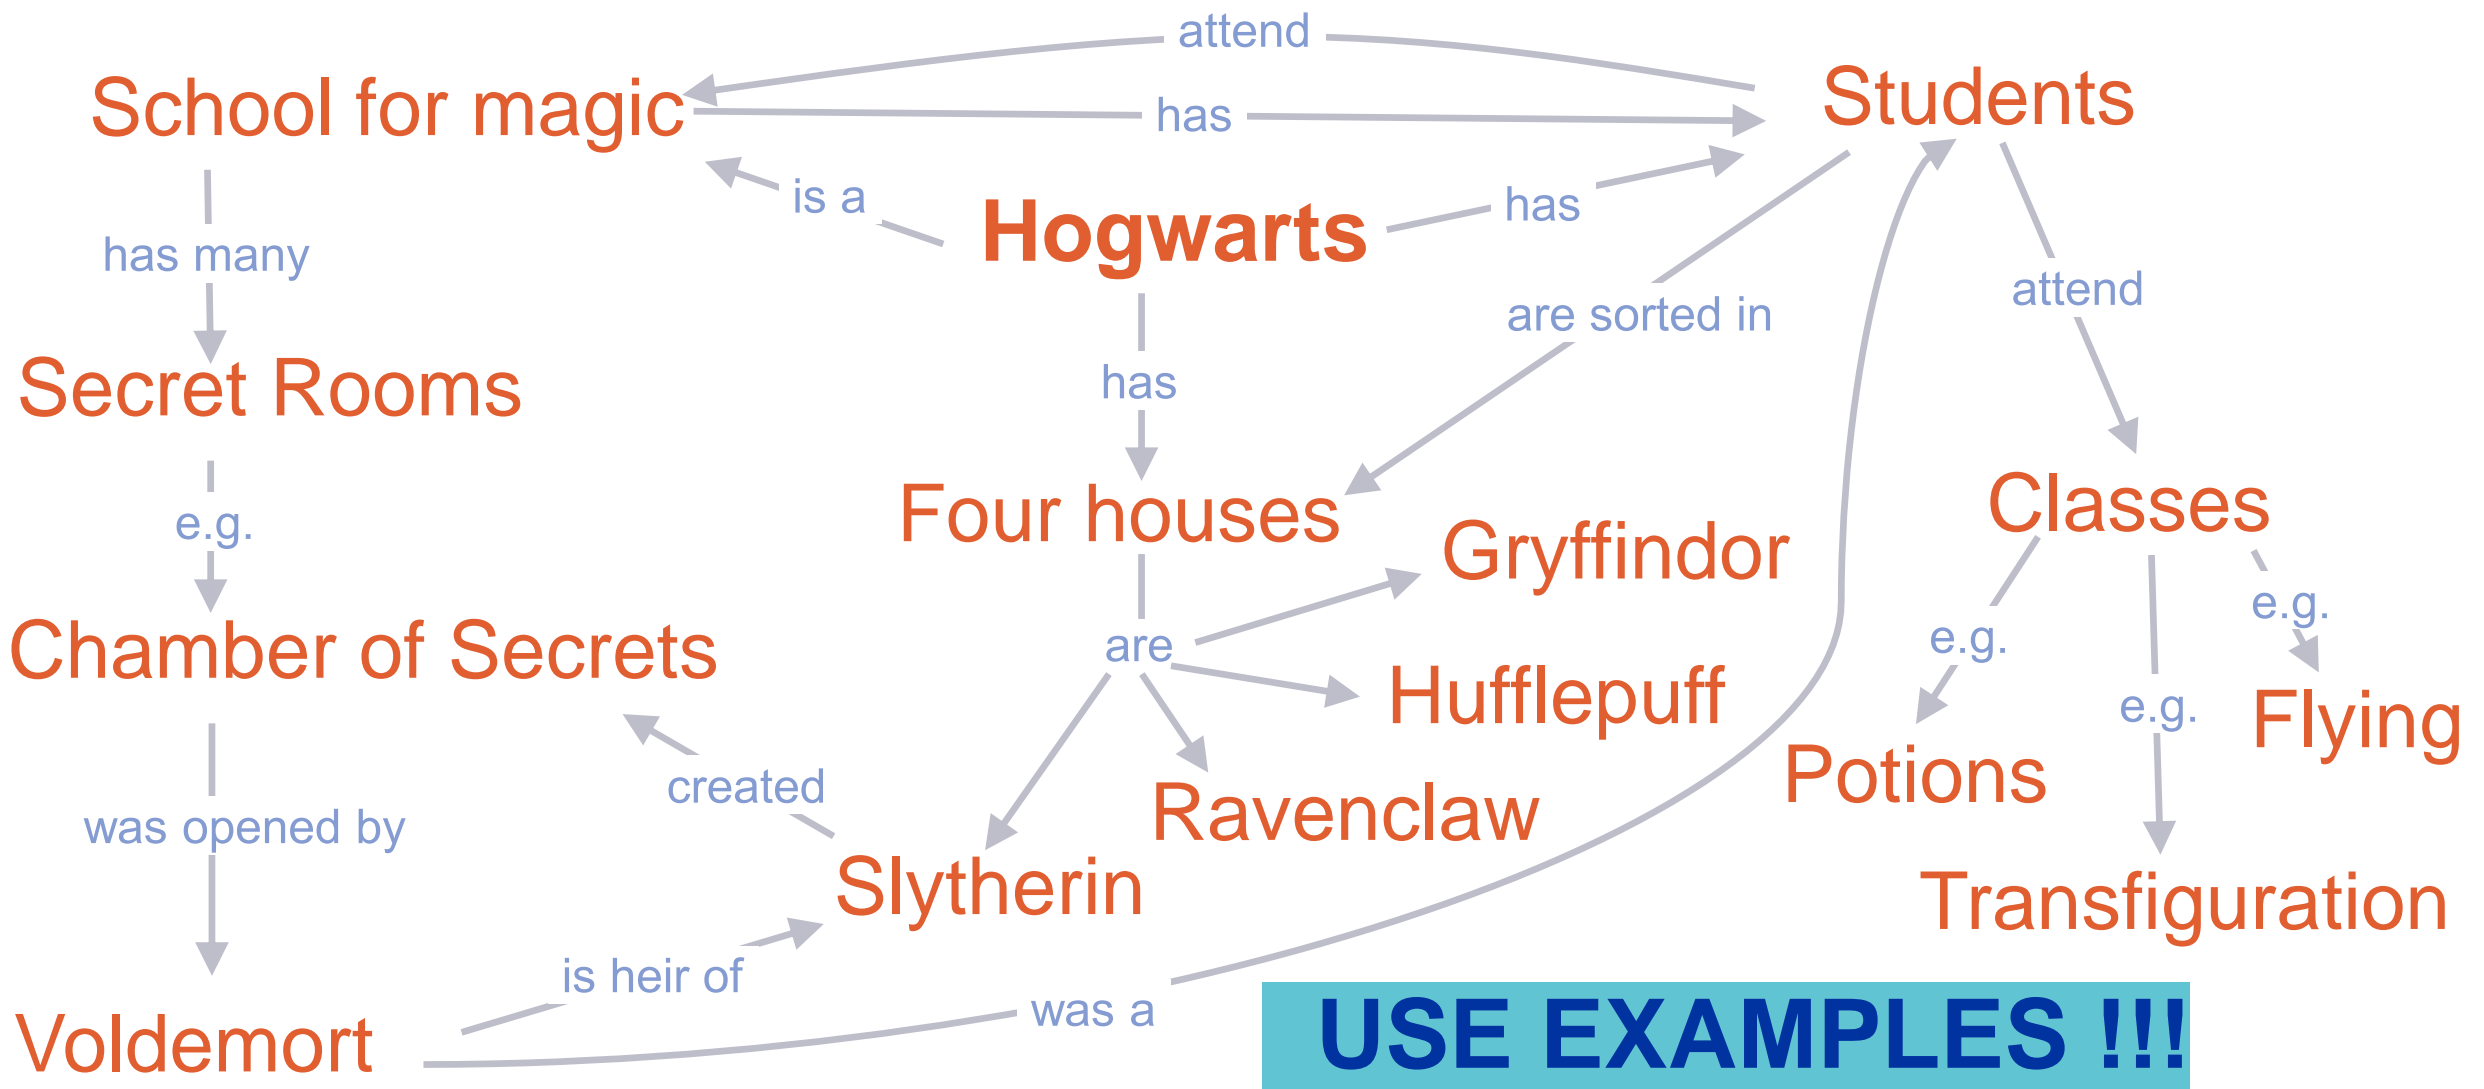 attend
School for magic
has
Students
is a
Hogwarts
has
has many
are sorted in
attend
Secret Rooms
has
e.g.
Four houses
Gryffindor
Classes
Chamber of Secrets
are
Hufflepuff
e.g.
e.g.
e.g.
Flying
created
Ravenclaw
Potions
was opened by
Slytherin
Transfiguration
is heir of
Voldemort
was a
USE EXAMPLES !!!